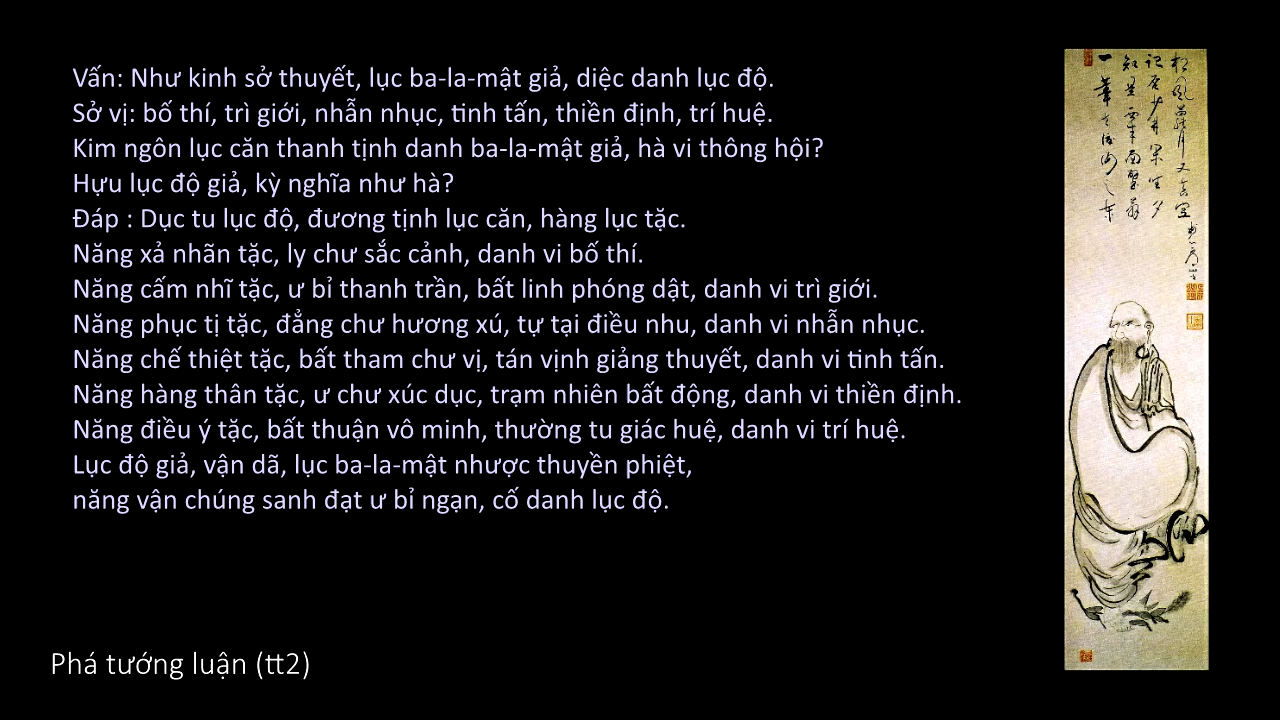 Vấn: Như kinh sở thuyết, lục ba-la-mật giả, diệc danh lục độ.
Sở vị: bố thí, trì giới, nhẫn nhục, tinh tấn, thiền định, trí huệ.
Kim ngôn lục căn thanh tịnh danh ba-la-mật giả, hà vi thông hội?
Hựu lục độ giả, kỳ nghĩa như hà?
Đáp : Dục tu lục độ, đương tịnh lục căn, hàng lục tặc.
Năng xả nhãn tặc, ly chư sắc cảnh, danh vi bố thí.
Năng cấm nhĩ tặc, ư bỉ thanh trần, bất linh phóng dật, danh vi trì giới.
Năng phục tị tặc, đẳng chư hương xú, tự tại điều nhu, danh vi nhẫn nhục.
Năng chế thiệt tặc, bất tham chư vị, tán vịnh giảng thuyết, danh vi tinh tấn.
Năng hàng thân tặc, ư chư xúc dục, trạm nhiên bất động, danh vi thiền định.
Năng điều ý tặc, bất thuận vô minh, thường tu giác huệ, danh vi trí huệ.
Lục độ giả, vận dã, lục ba-la-mật nhược thuyền phiệt,
năng vận chúng sanh đạt ư bỉ ngạn, cố danh lục độ.
Phá tướng luận (tt2)